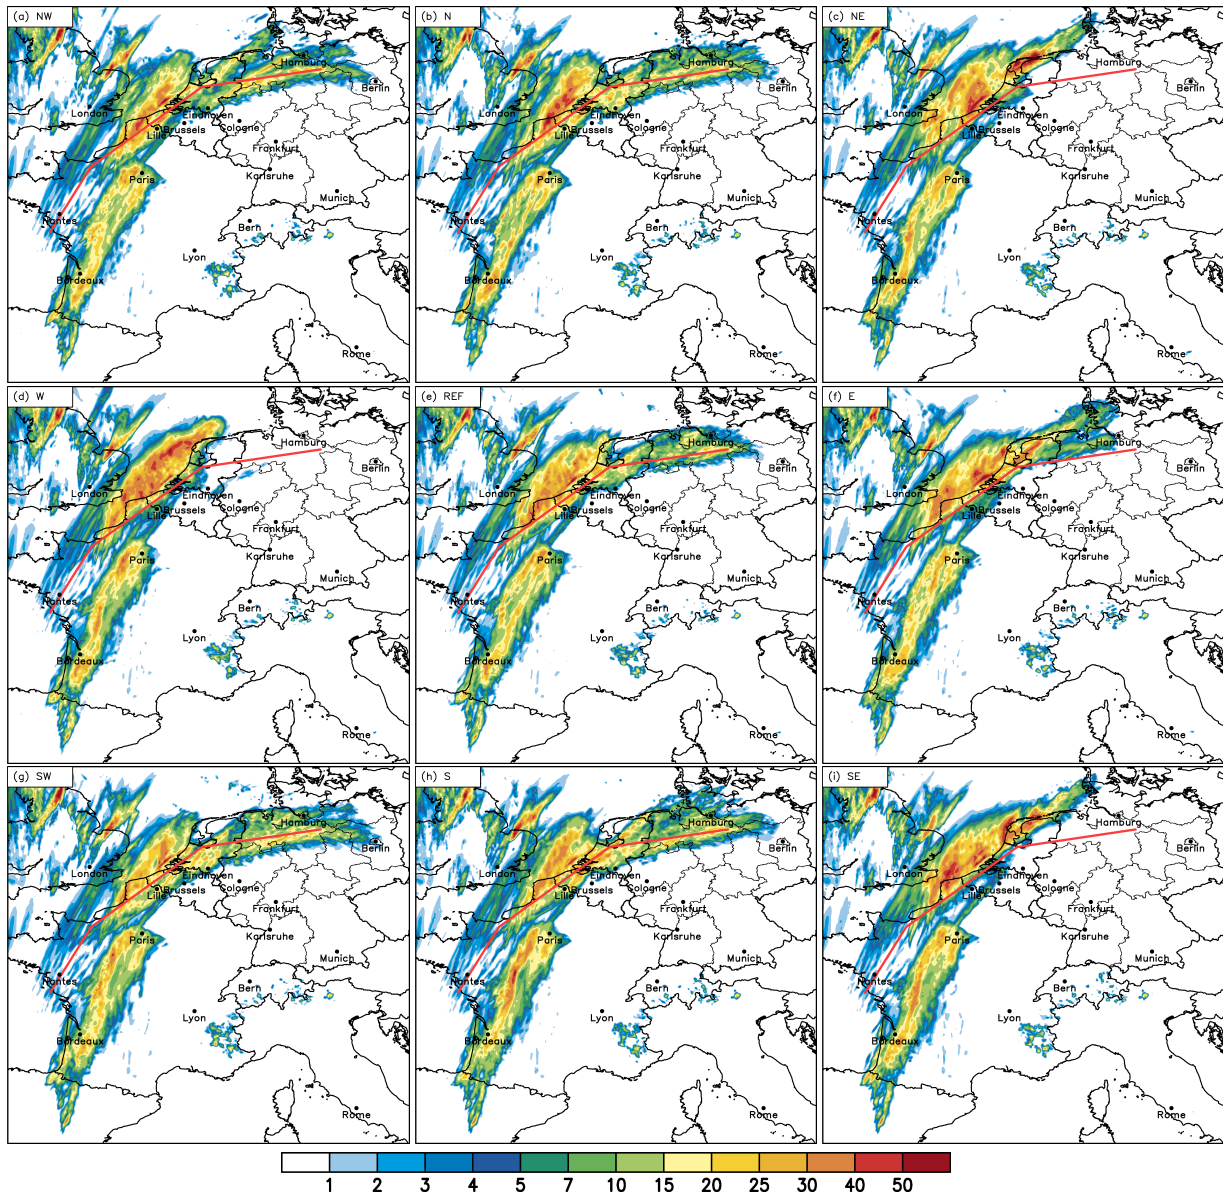 (a) NW
Hamburg
Berlin
London
Eindhoven
Lille
Brussels
Cologne
Frankfurt
Paris
Karlsruhe
Munich
Nantes
Bern
Lyon
Bordeaux
Rome
(b) N
Hamburg
Berlin
London
Eindhoven
Lille
Brussels
Cologne
Frankfurt
Paris
Karlsruhe
Munich
Nantes
Bern
Lyon
Bordeaux
Rome
(c) NE
Hamburg
Berlin
London
Eindhoven
Lille
Brussels
Cologne
Frankfurt
Paris
Karlsruhe
Munich
Nantes
Bern
Lyon
Bordeaux
Rome
(d) W
Hamburg
Berlin
London
Eindhoven
Lille
Brussels
Cologne
Frankfurt
Paris
Karlsruhe
Munich
Nantes
Bern
Lyon
Bordeaux
Rome
(e) REF
Hamburg
Berlin
London
Eindhoven
Lille
Brussels
Cologne
Frankfurt
Paris
Karlsruhe
Munich
Nantes
Bern
Lyon
Bordeaux
Rome
(f) E
Hamburg
Berlin
London
Eindhoven
Lille
Brussels
Cologne
Frankfurt
Paris
Karlsruhe
Munich
Nantes
Bern
Lyon
Bordeaux
Rome
(g) SW
Hamburg
Berlin
London
Eindhoven
Lille
Brussels
Cologne
Frankfurt
Paris
Karlsruhe
Munich
Nantes
Bern
Lyon
Bordeaux
Rome
(h) S
Hamburg
Berlin
London
Eindhoven
Lille
Brussels
Cologne
Frankfurt
Paris
Karlsruhe
Munich
Nantes
Bern
Lyon
Bordeaux
Rome
(i) SE
Hamburg
Berlin
London
Eindhoven
Lille
Brussels
Cologne
Frankfurt
Paris
Karlsruhe
Munich
Nantes
Bern
Lyon
Bordeaux
Rome
1 2 3 4 5 7 10 15 20 25 30 40 50